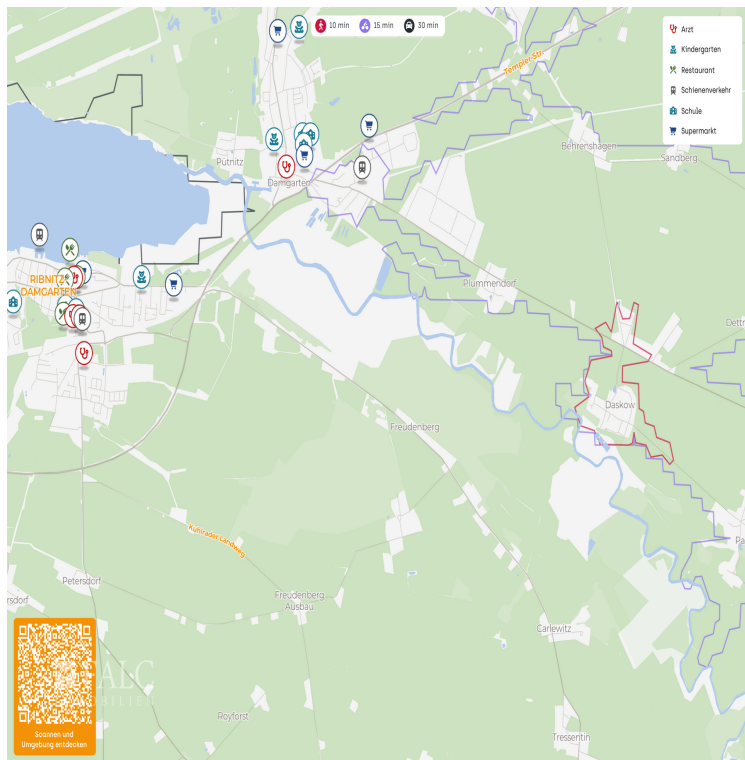 10 min
15 min
30 min
Arzt
Kindergarten
Restaurant
Schienenverkehr
Schule
Supermarkt
Templer Str.
Behrenshagen
Sandberg
Pütnitz
Damgarten
RIBNITZ-
DAMGARTEN
Plummendorf
Daskow
Freudenberg
Kuhlrader Landweg
Petersdorf
Freudenberg
Ausbau
Carlewitz
Royforst
Tressentin
Scannen und
Umgebung entdecken